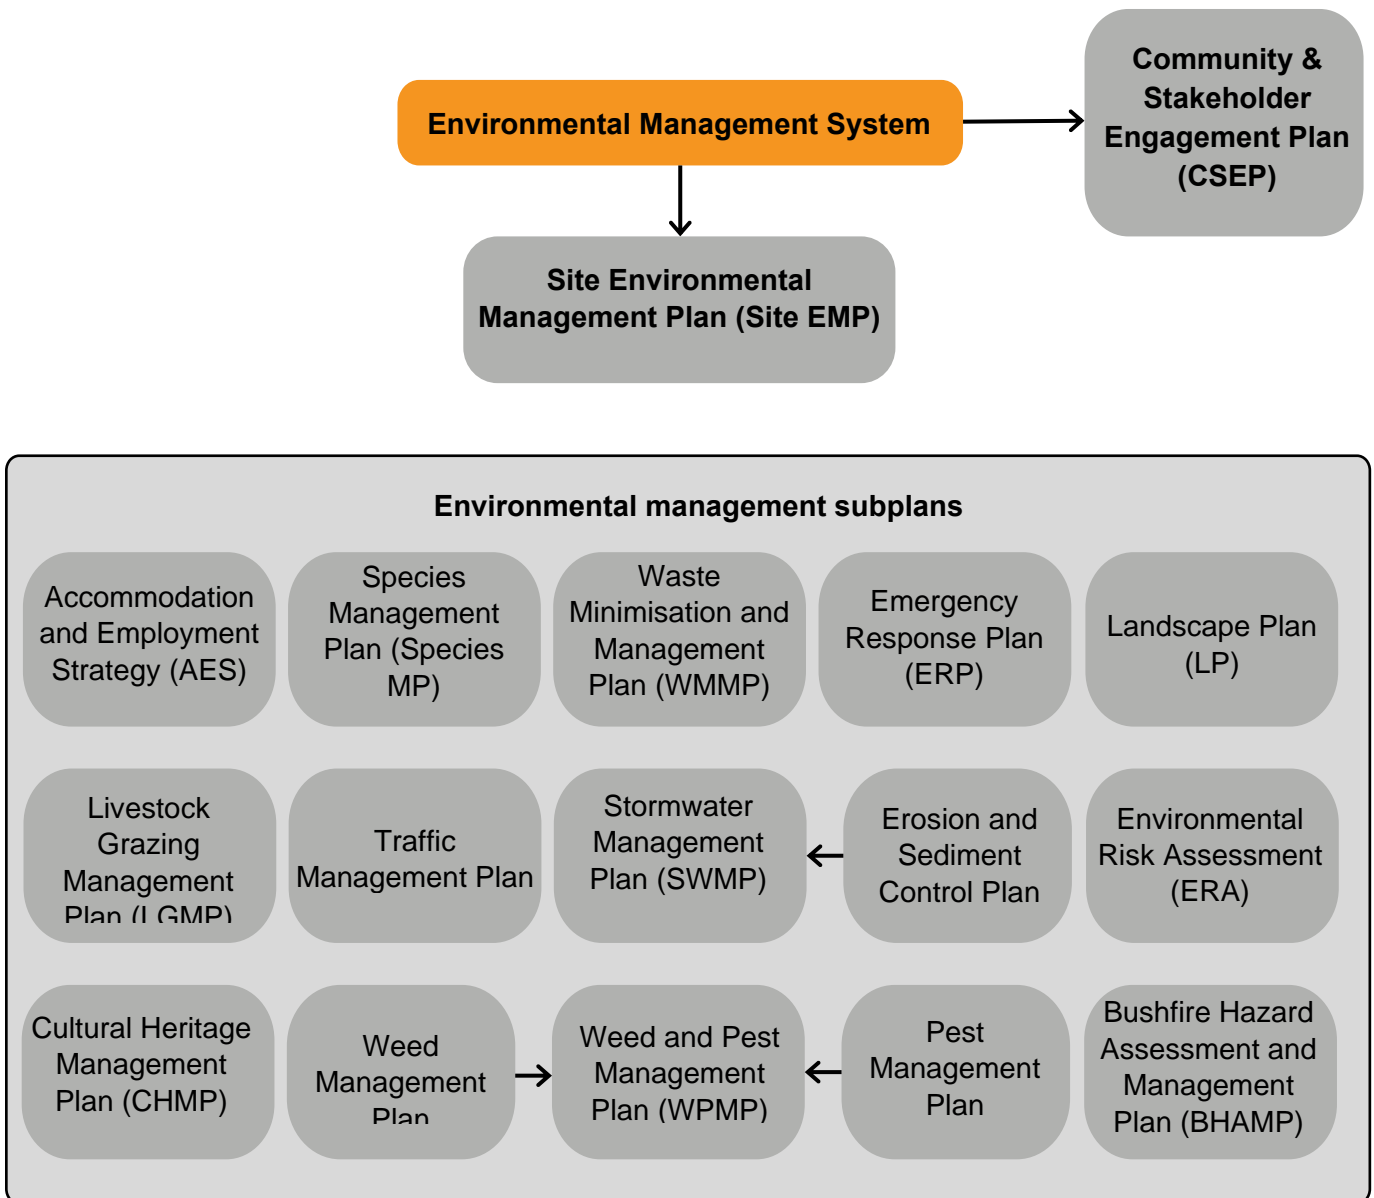 Community &
Stakeholder
Engagement Plan
(CSEP)
Environmental Management System
Site Environmental
Management Plan (Site EMP)
Environmental management subplans
Accommodation
and Employment
Strategy (AES)
Species
Management
Plan (Species
MP)
Waste
Minimisation and
Management
Plan (WMMP)
Emergency
Response Plan
(ERP)
Landscape Plan
(LP)
Livestock
Grazing
Management
Plan (LGMP)
Traffic
Management Plan
Stormwater
Management
Plan (SWMP)
Erosion and
Sediment
Control Plan
Environmental
Risk Assessment
(ERA)
Cultural Heritage
Management
Plan (CHMP)
Weed
Management
Plan
Weed and Pest
Management
Plan (WPMP)
Pest
Management
Plan
Bushfire Hazard
Assessment and
Management
Plan (BHAMP)